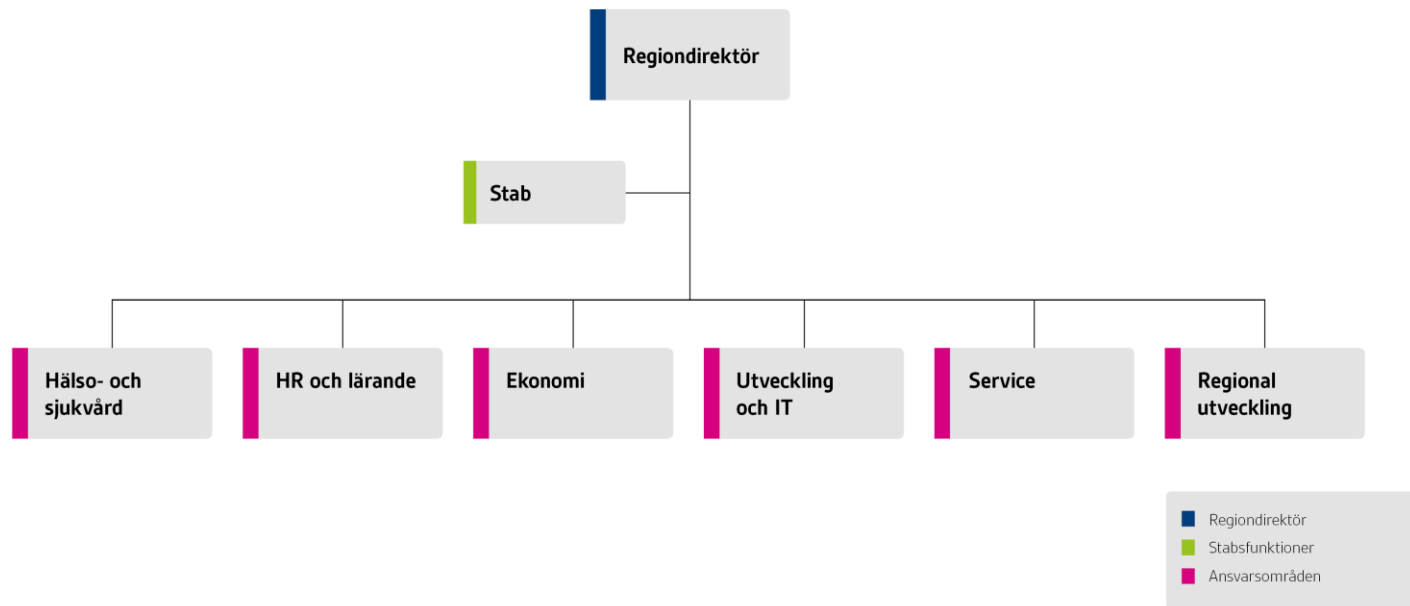 Regiondirektör
Stab
Hälso- och
sjukvård
HR och lärande
Ekonomi
Utveckling
och IT
Service
Regional
utveckling
Regiondirektör
Stabsfunktioner
Ansvarsområden